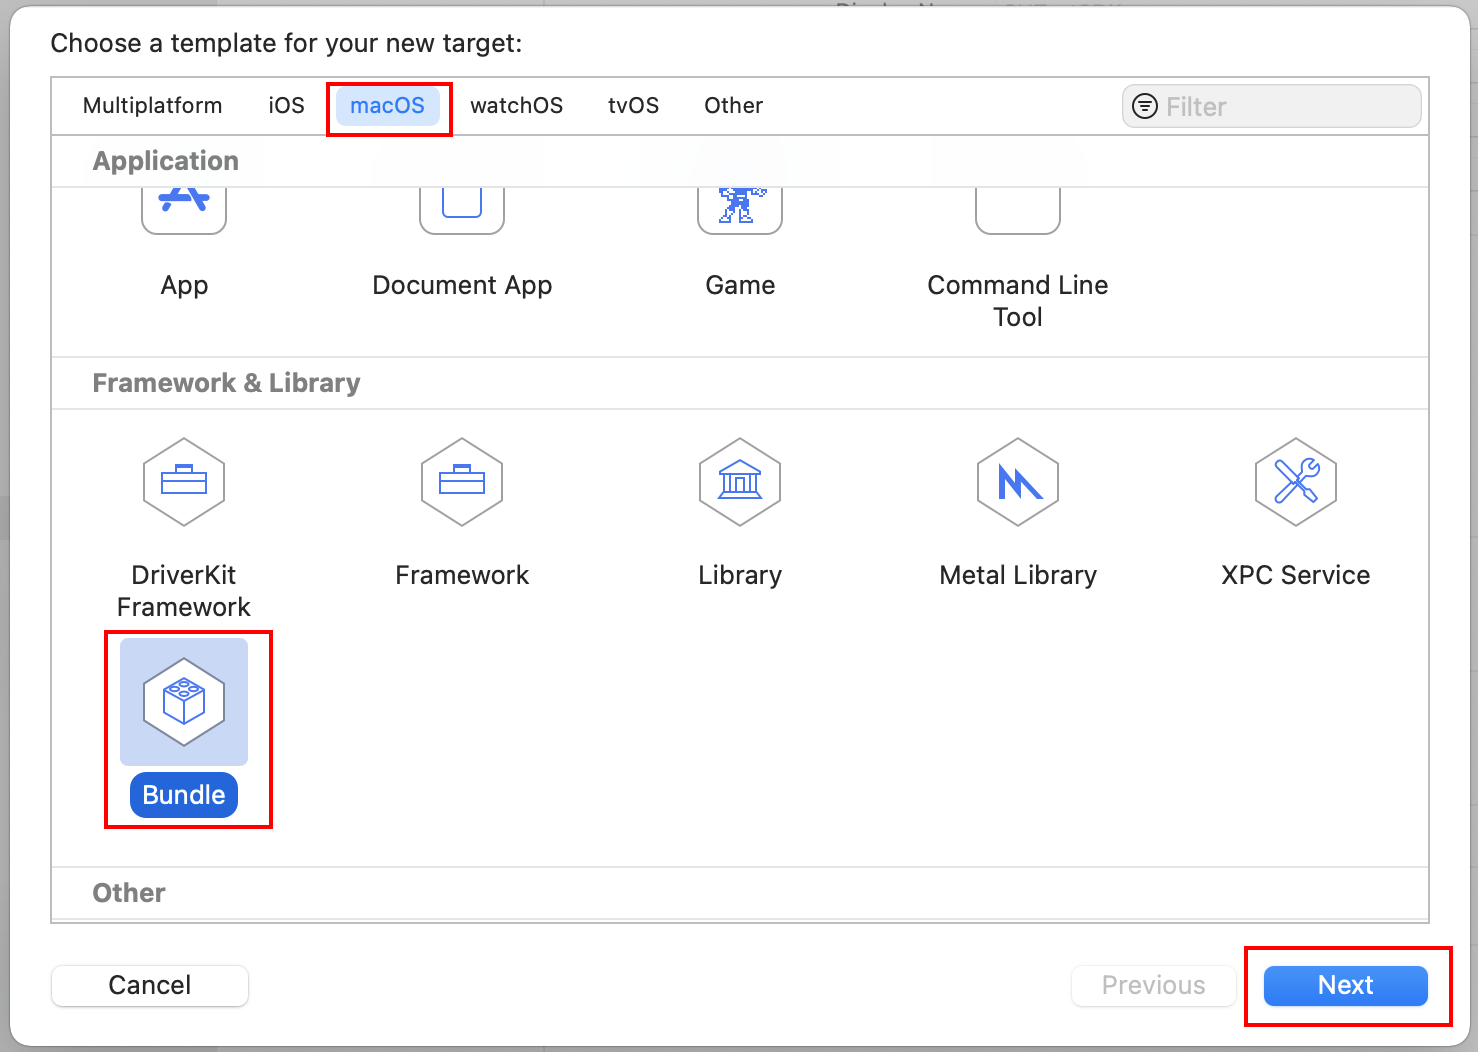 Choose a template for your new target:
Multiplatform iOS macOS watchOS tvOS Other Filter
Application
App Document App Game Command Line
Tool
Framework & Library
DriverKit Framework Library Metal Library XPC Service
Framework
Bundle
Other
Cancel Previous Next